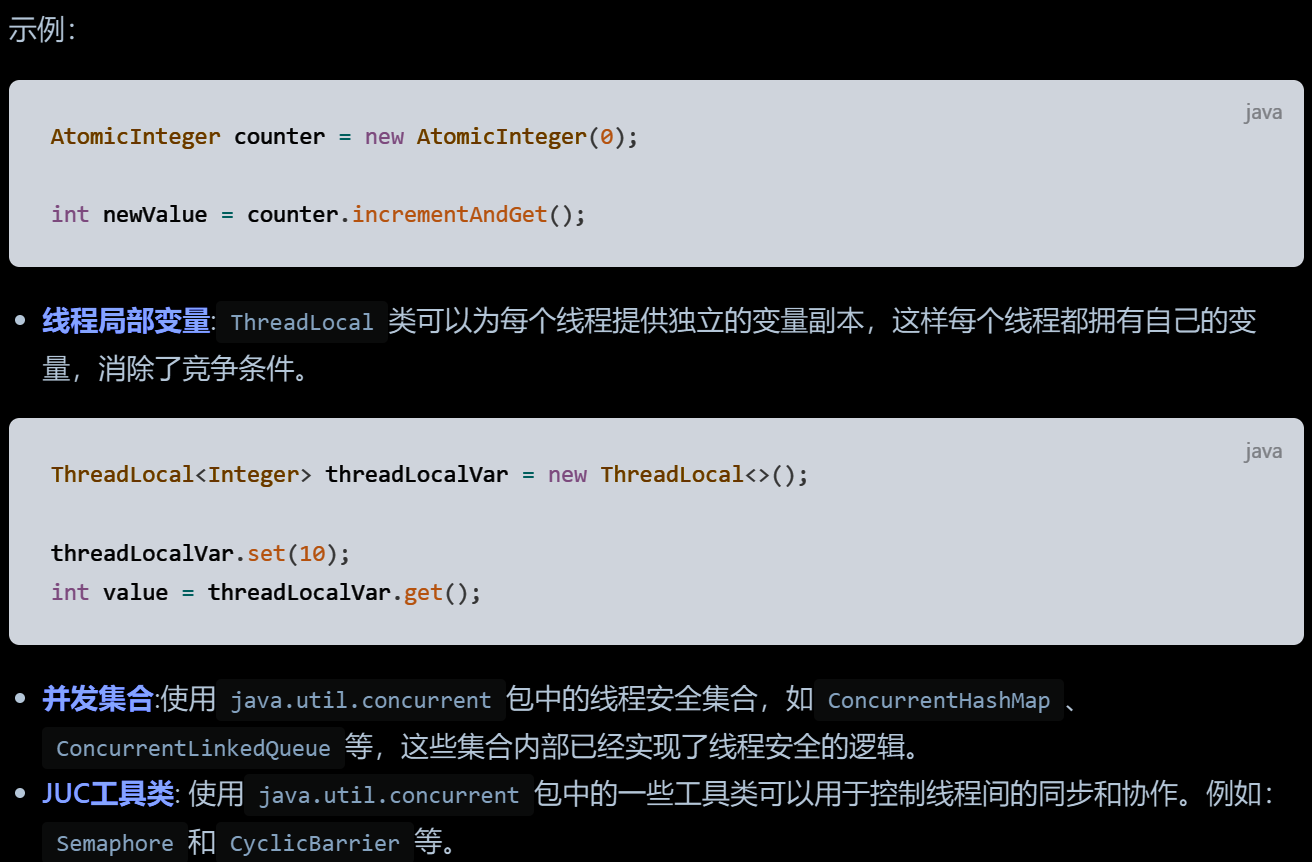 示例：
java
AtomicInteger counter = new AtomicInteger(0);
int newValue = counter.incrementAndGet();
线程局部变量: ThreadLocal 类可以为每个线程提供独立的变量副本，这样每个线程都拥有自己的变
量，消除了竞争条件。
java
ThreadLocal<Integer> threadLocalVar = new ThreadLocal<>();
threadLocalVar.set(10);
int value = threadLocalVar.get();
并发集合:使用 java.util.concurrent 包中的线程安全集合，如 ConcurrentHashMap 、
ConcurrentLinkedQueue 等，这些集合内部已经实现了线程安全的逻辑。
JUC工具类: 使用 java.util.concurrent 包中的一些工具类可以用于控制线程间的同步和协作。例如：
Semaphore 和 CyclicBarrier 等。